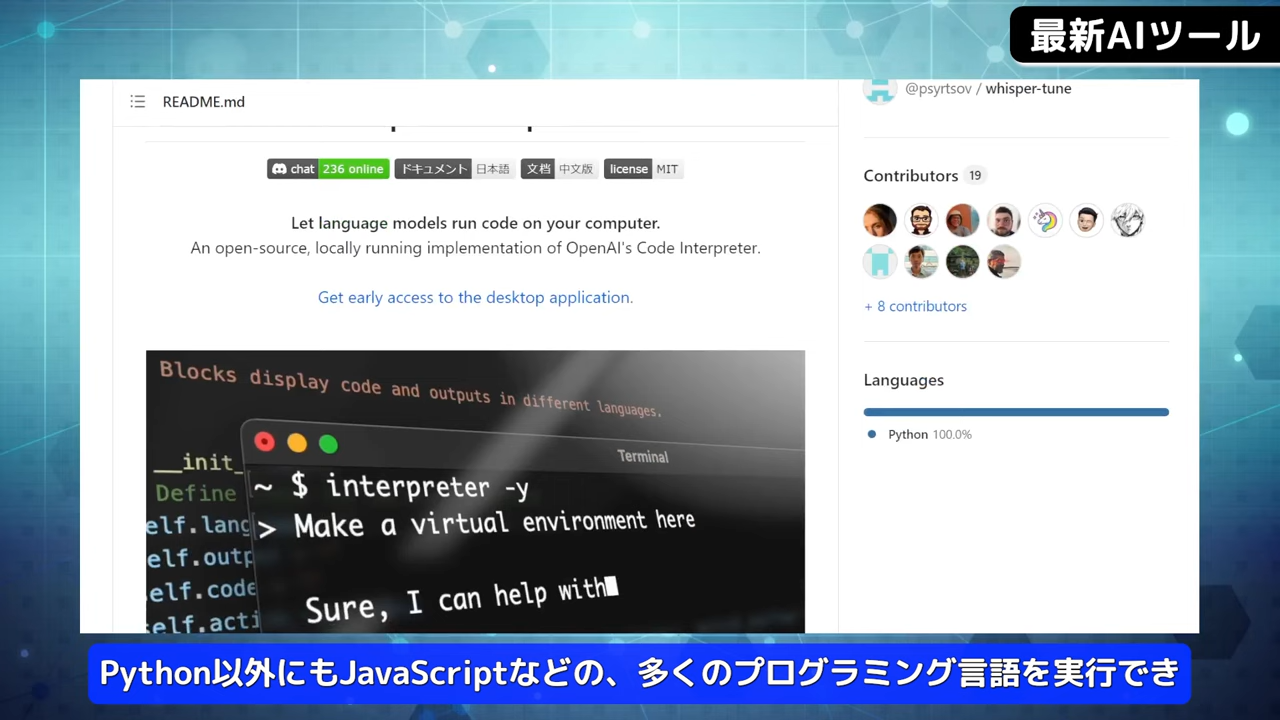 最新AIツール
README.md
chat 236 online ドキュメント 日本語 文档 中文版 license MIT
Let language models run code on your computer.
An open-source, locally running implementation of OpenAI's Code Interpreter.
Get early access to the desktop application.
Blocks display code and outputs in different languages.
__init_
Define
elf.lang
elf.outp
elf.code
self.acti
Terminal
~ $ interpreter -y
> Make a virtual environment here
Sure, I can help with
@psyrtsov / whisper-tune
Contributors 19
+ 8 contributors
Languages
Python 100.0%
Python以外にもJavaScriptなどの、多くのプログラミング言語を実行でき